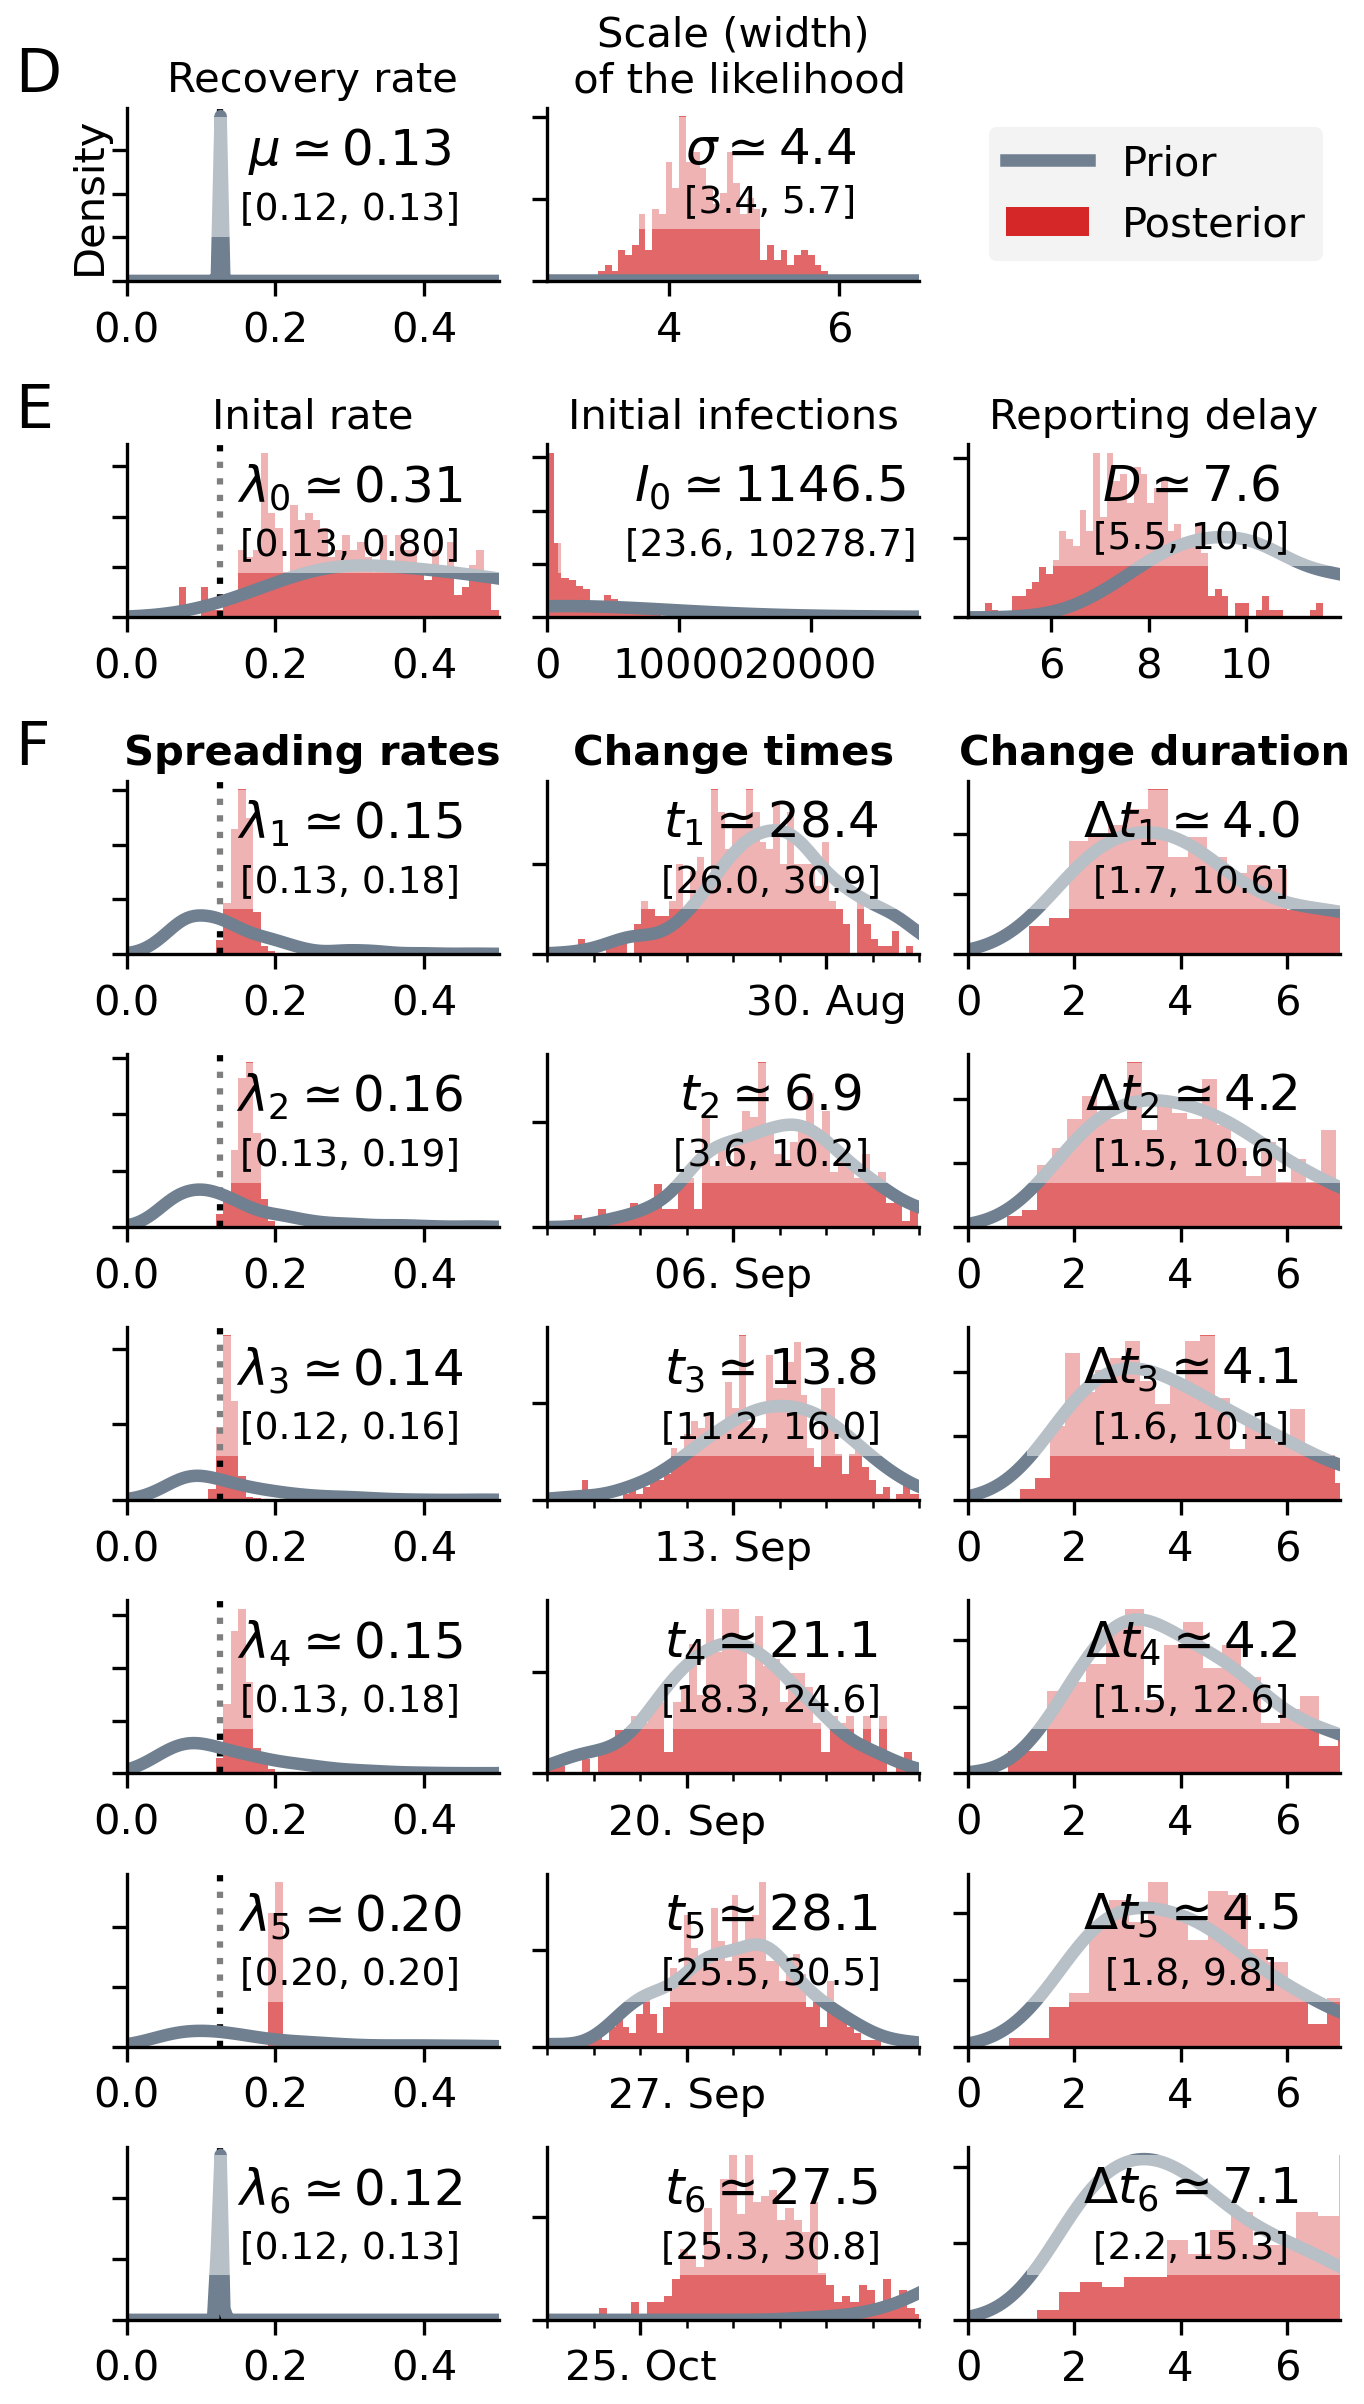 D
Recovery rate
Scale (width)
of the likelihood
Density
μ ≃ 0.13
[0.12, 0.13]
σ ≃ 4.4
[3.4, 5.7]
Prior
Posterior
0.0 0.2 0.4
4 6
E
Inital rate
Initial infections
Reporting delay
λ₀ ≃ 0.31
[0.13, 0.80]
I₀ ≃ 1146.5
[23.6, 10278.7]
D ≃ 7.6
[5.5, 10.0]
0.0 0.2 0.4
0 10000 20000
6 8 10
F
Spreading rates
Change times
Change duration
λ₁ ≃ 0.15
[0.13, 0.18]
t₁ ≃ 28.4
[26.0, 30.9]
Δt₁ ≃ 4.0
[1.7, 10.6]
0.0 0.2 0.4
30. Aug
0 2 4 6
λ₂ ≃ 0.16
[0.13, 0.19]
t₂ ≃ 6.9
[3.6, 10.2]
Δt₂ ≃ 4.2
[1.5, 10.6]
0.0 0.2 0.4
06. Sep
0 2 4 6
λ₃ ≃ 0.14
[0.12, 0.16]
t₃ ≃ 13.8
[11.2, 16.0]
Δt₃ ≃ 4.1
[1.6, 10.1]
0.0 0.2 0.4
13. Sep
0 2 4 6
λ₄ ≃ 0.15
[0.13, 0.18]
t₄ ≃ 21.1
[18.3, 24.6]
Δt₄ ≃ 4.2
[1.5, 12.6]
0.0 0.2 0.4
20. Sep
0 2 4 6
λ₅ ≃ 0.20
[0.20, 0.20]
t₅ ≃ 28.1
[25.5, 30.5]
Δt₅ ≃ 4.5
[1.8, 9.8]
0.0 0.2 0.4
27. Sep
0 2 4 6
λ₆ ≃ 0.12
[0.12, 0.13]
t₆ ≃ 27.5
[25.3, 30.8]
Δt₆ ≃ 7.1
[2.2, 15.3]
0.0 0.2 0.4
25. Oct
0 2 4 6